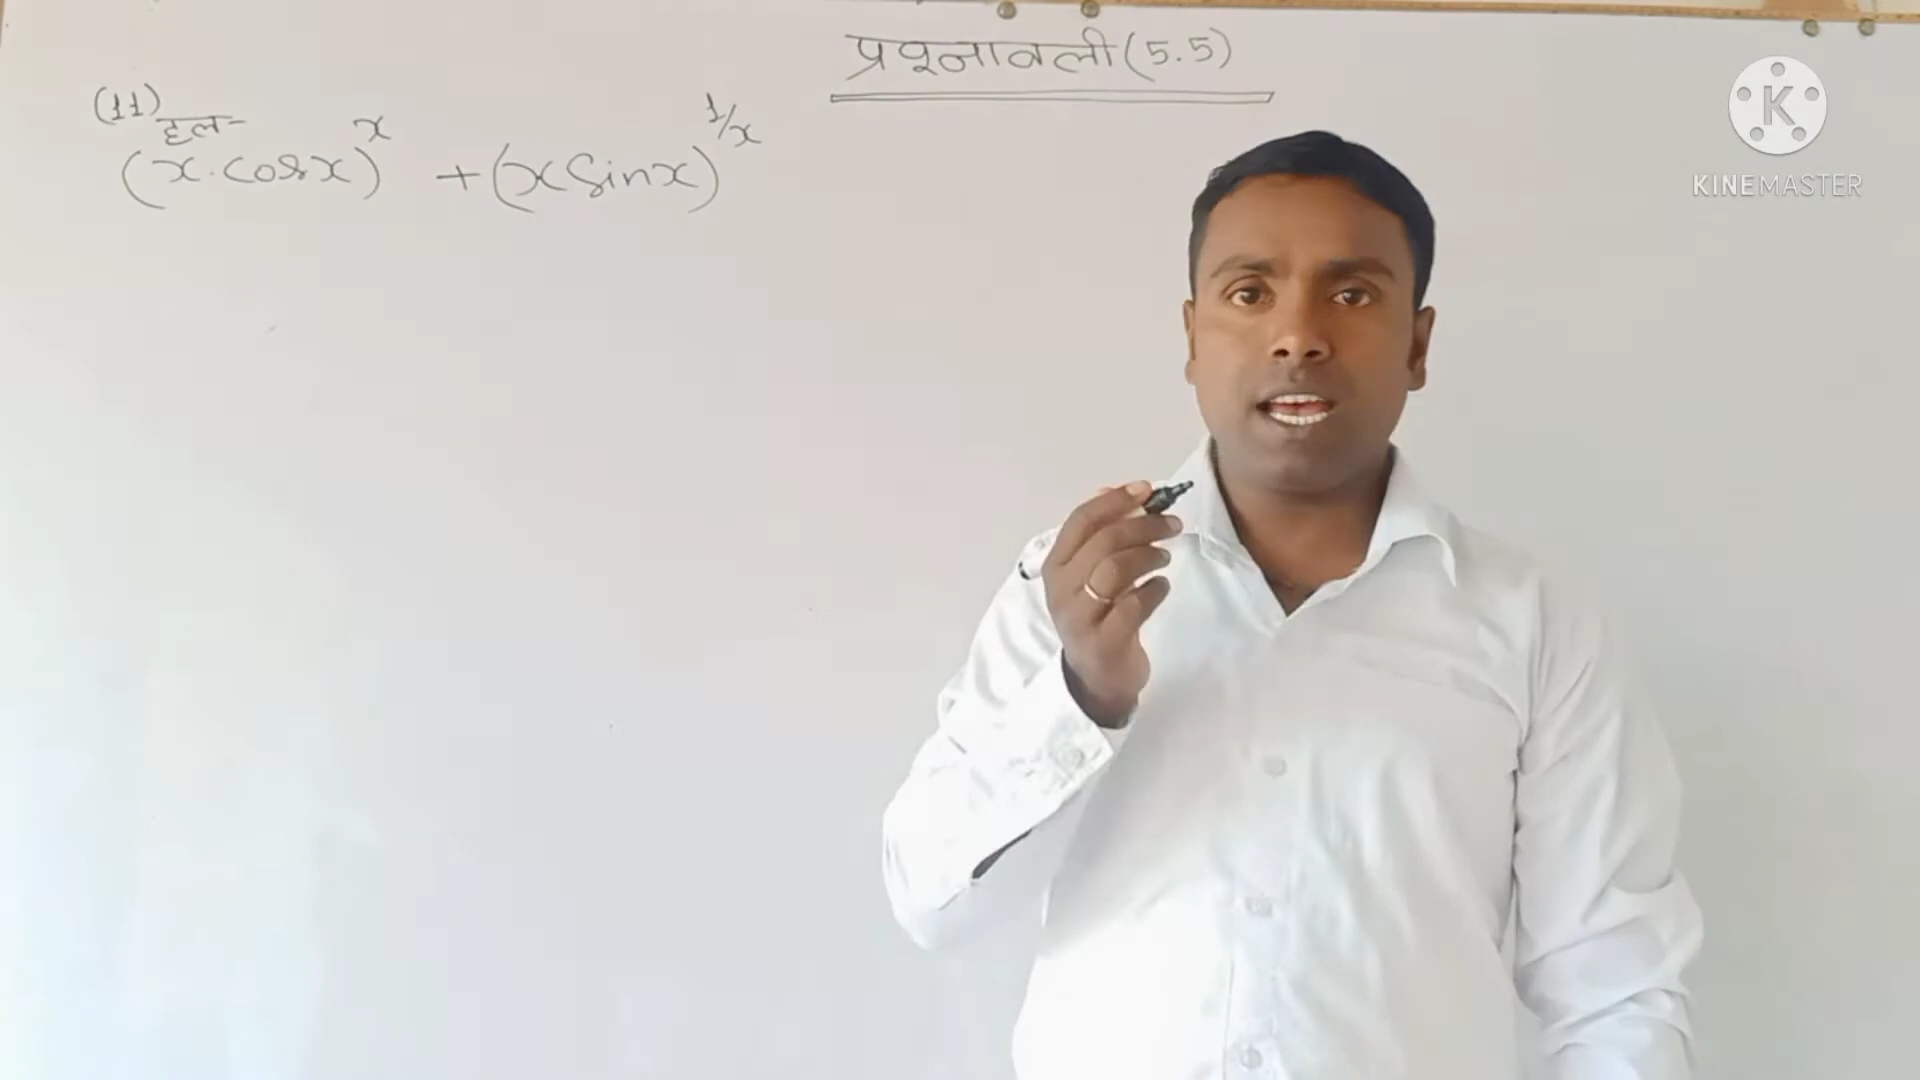 प्रश्नावली (5.5)
(11) हल-
(x·cosx)^x + (x sinx)^1/x
K
KINEMASTER